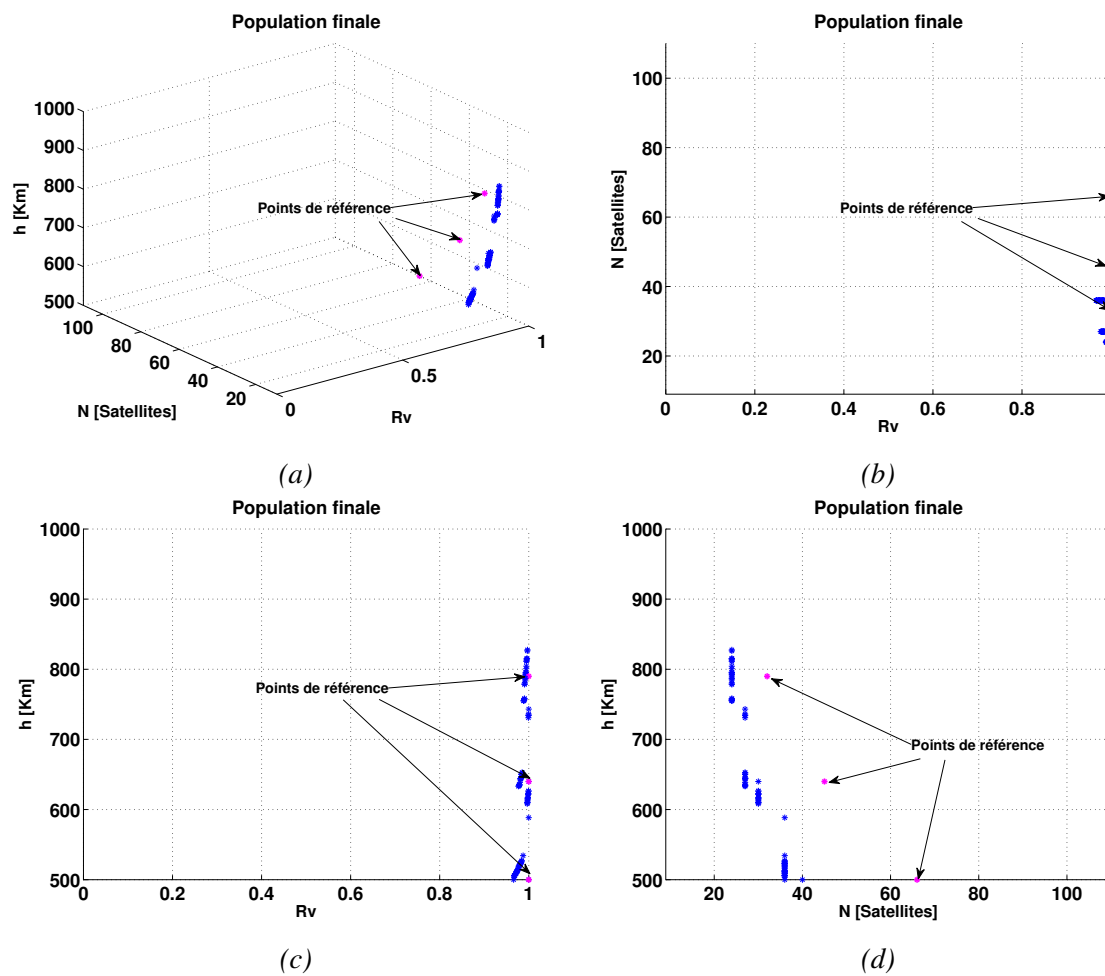 Population finale
1000
900
800
700
600
500
h [Km]
Points de référence
100
80
60
40
20
N [Satellites]
0
0.5
1
Rv
(a)
Population finale
100
80
60
40
20
N [Satellites]
Points de référence
0
0.2
0.4
0.6
0.8
Rv
(b)
Population finale
1000
900
800
700
600
500
h [Km]
Points de référence
0
0.2
0.4
0.6
0.8
1
Rv
(c)
Population finale
1000
900
800
700
600
500
h [Km]
Points de référence
20
40
60
80
100
N [Satellites]
(d)